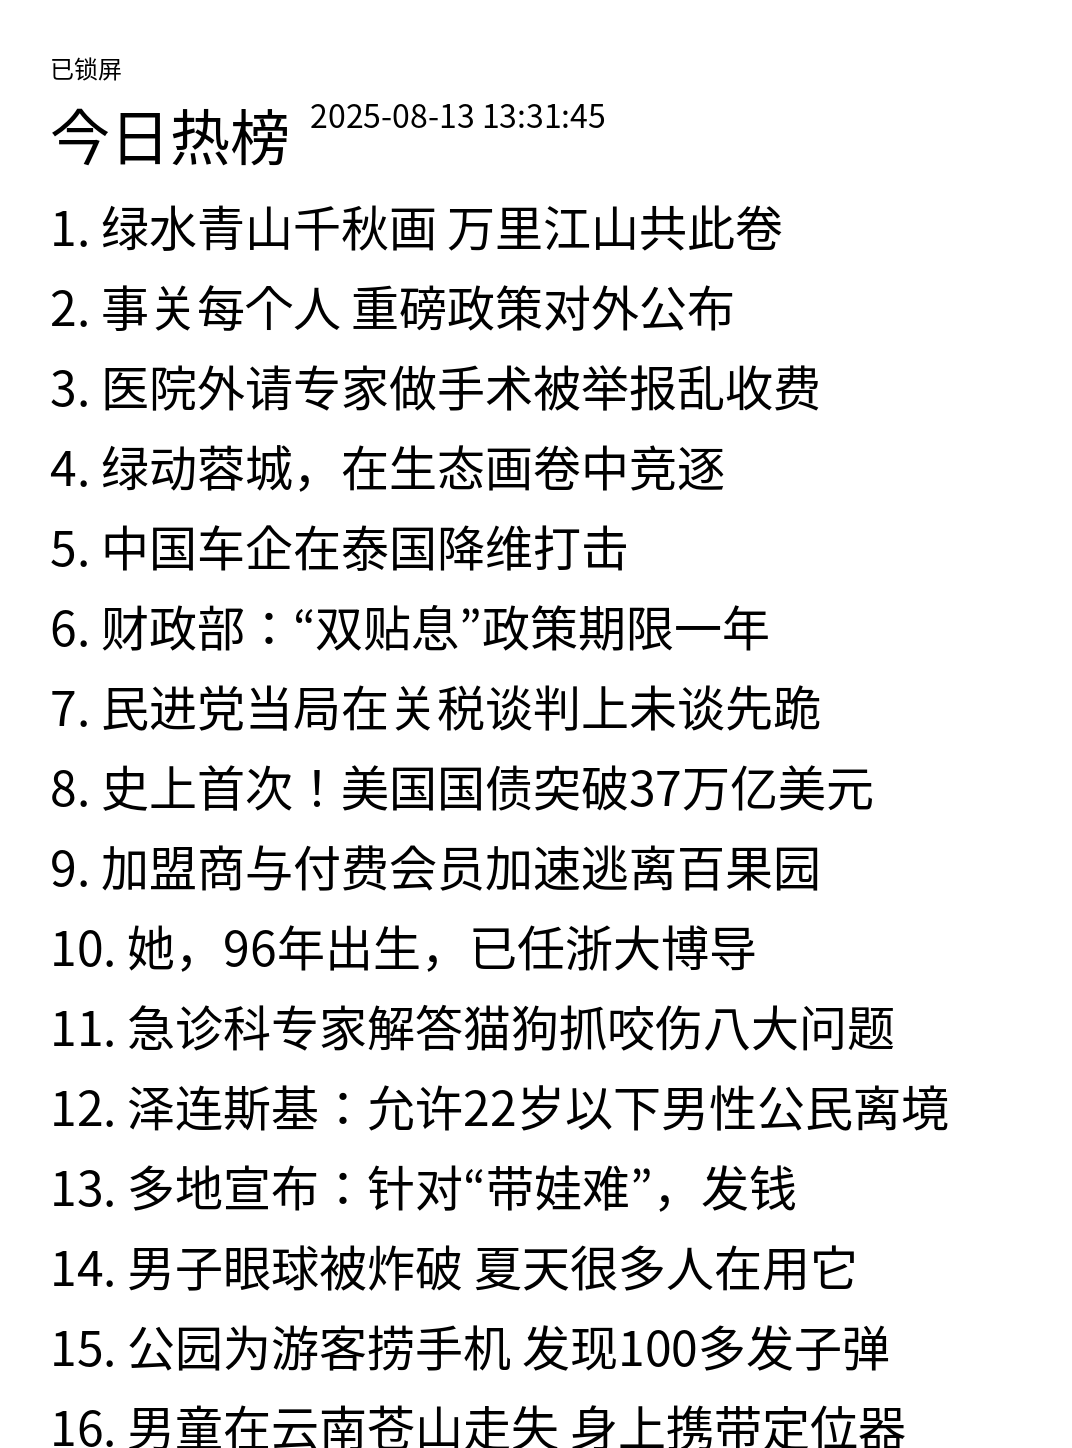 已锁屏
今日热榜 2025-08-13 13:31:45
1. 绿水青山千秋画 万里江山共此卷
2. 事关每个人 重磅政策对外公布
3. 医院外请专家做手术被举报乱收费
4. 绿动蓉城，在生态画卷中竞逐
5. 中国车企在泰国降维打击
6. 财政部：“双贴息”政策期限一年
7. 民进党当局在关税谈判上未谈先跪
8. 史上首次！美国国债突破37万亿美元
9. 加盟商与付费会员加速逃离百果园
10. 她，96年出生，已任浙大博导
11. 急诊科专家解答猫狗抓咬伤八大问题
12. 泽连斯基：允许22岁以下男性公民离境
13. 多地宣布：针对“带娃难”，发钱
14. 男子眼球被炸破 夏天很多人在用它
15. 公园为游客捞手机 发现100多发子弹
16. 男童在云南苍山走失 身上携带定位器